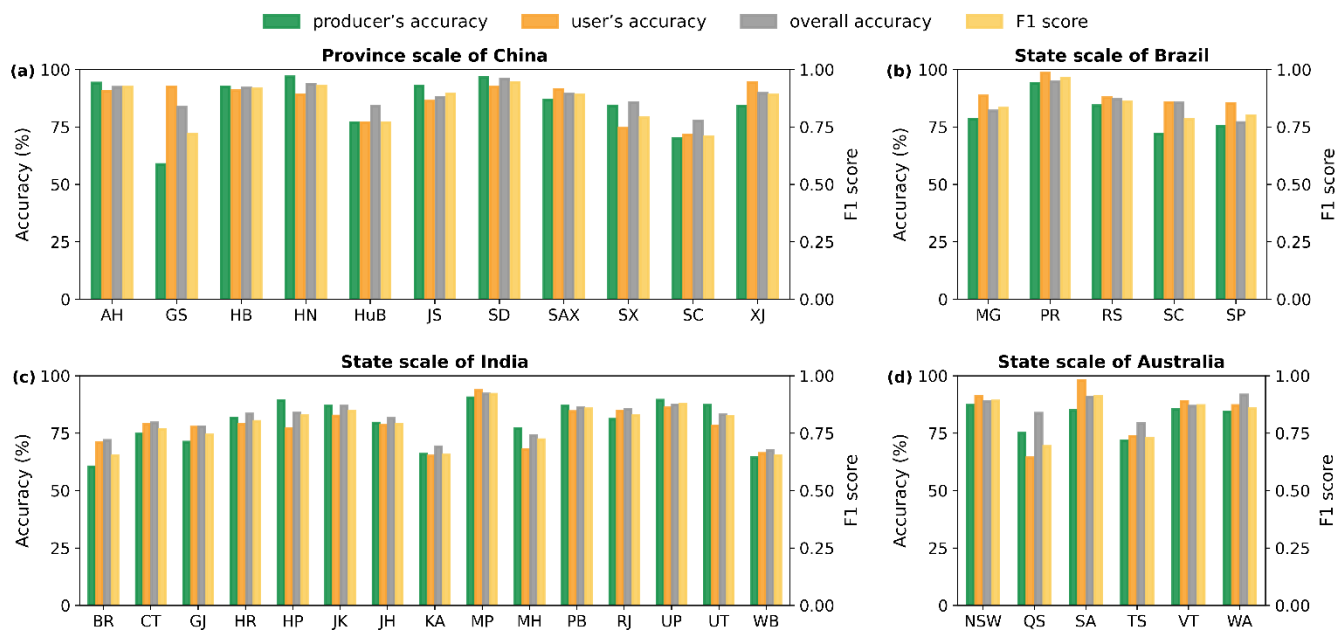 producer's accuracy user's accuracy overall accuracy F1 score
(a) Province scale of China
Accuracy (%)
100
75
50
25
0
1.00
0.75
0.50
0.25
0.00
F1 score
AH GS HB HN HuB JS SD SAX SX SC XJ
(b) State scale of Brazil
Accuracy (%)
100
75
50
25
0
1.00
0.75
0.50
0.25
0.00
F1 score
MG PR RS SC SP
(c) State scale of India
Accuracy (%)
100
75
50
25
0
1.00
0.75
0.50
0.25
0.00
F1 score
BR CT GJ HR HP JK JH KA MP MH PB RJ UP UT WB
(d) State scale of Australia
Accuracy (%)
100
75
50
25
0
1.00
0.75
0.50
0.25
0.00
F1 score
NSW QS SA TS VT WA